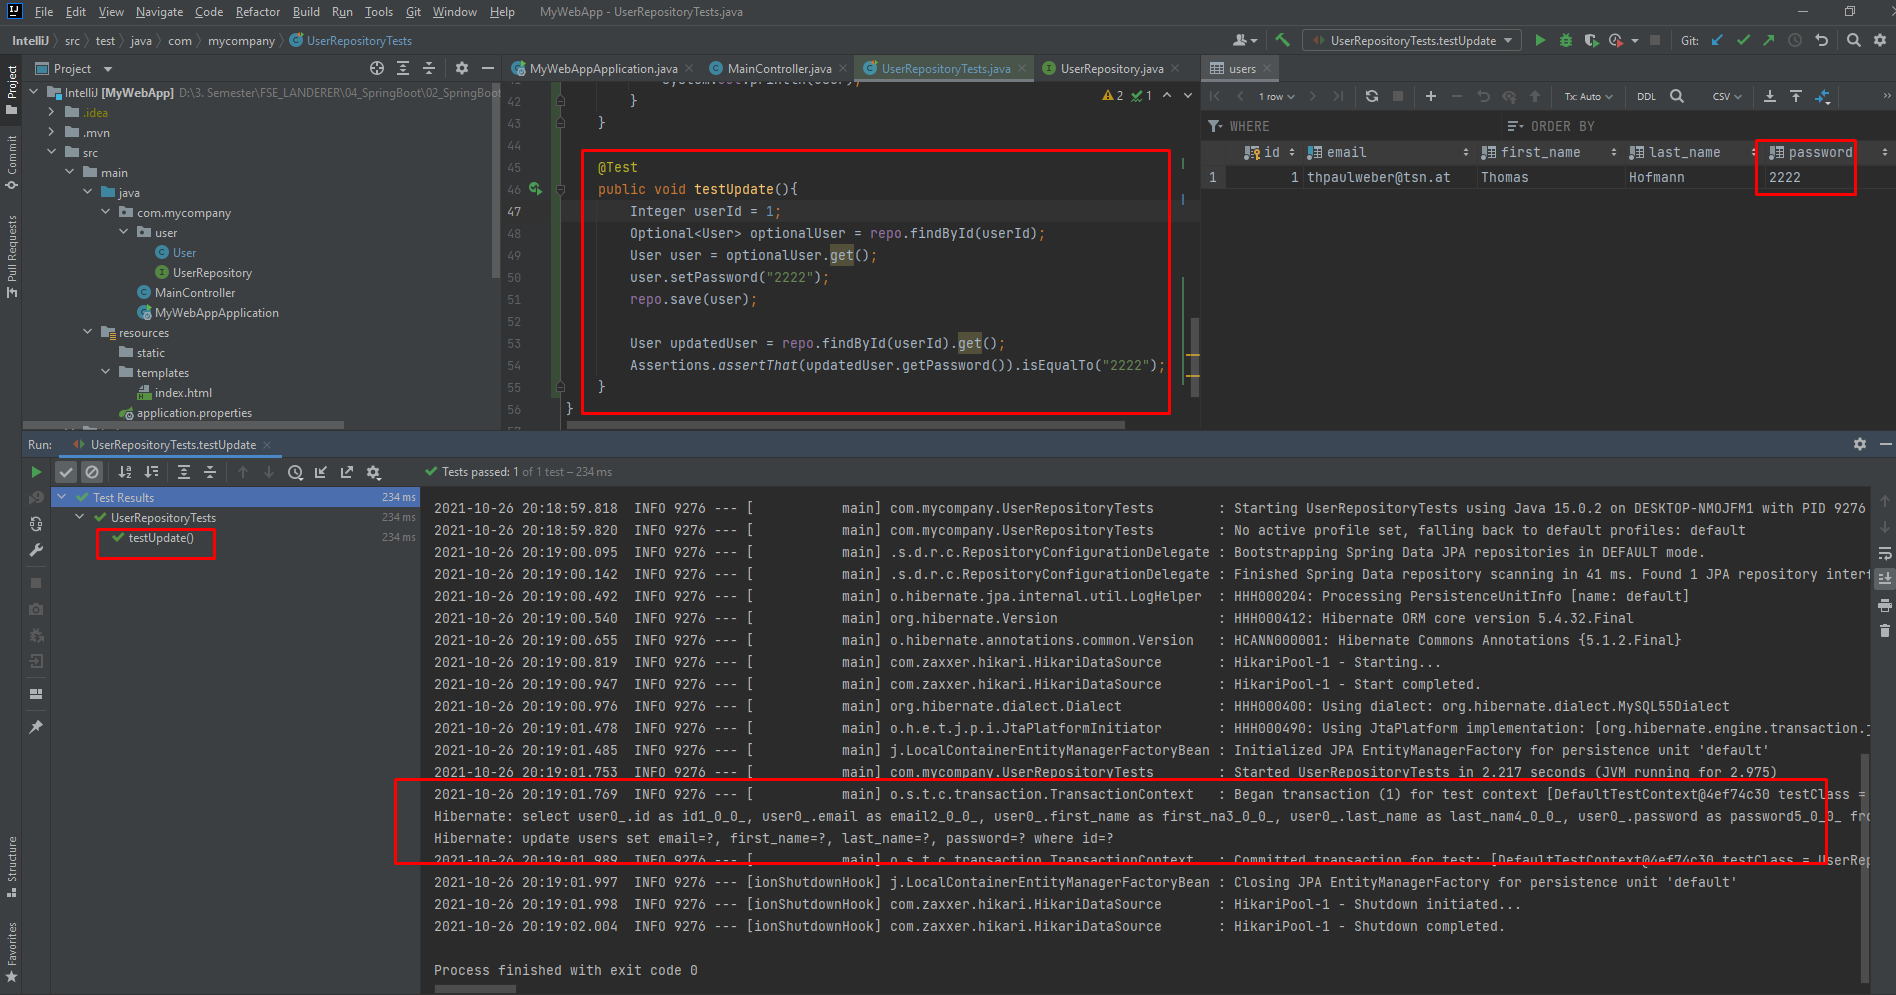 File Edit View Navigate Code Refactor Build Run Tools Git Window Help MyWebApp - UserRepositoryTests.java
IntelliJ src test java com mycompany UserRepositoryTests
UserRepositoryTests.testUpdate Git:
Project
MyWebAppApplication.java MainController.java UserRepositoryTests.java UserRepository.java users
IntelliJ [MyWebApp] D:\3. Semester\FSE_LANDERER\04_SpringBoot\02_SpringBoot
.idea
.mvn
src
main
java
com.mycompany
user
User
UserRepository
MainController
MyWebAppApplication
resources
static
templates
index.html
application.properties
Project
Commit
Pull Requests
Structure
Favorites
2 1
42 }
43 }
44
45 @Test
46 public void testUpdate(){
47 Integer userId = 1;
48 Optional<User> optionalUser = repo.findById(userId);
49 User user = optionalUser.get();
50 user.setPassword("2222");
51 repo.save(user);
52
53 User updatedUser = repo.findById(userId).get();
54 Assertions.assertThat(updatedUser.getPassword()).isEqualTo("2222");
55 }
56 }
1 row Tx: Auto DDL CSV
WHERE ORDER BY
id email first_name last_name password
1 1 thpaulweber@tsn.at Thomas Hofmann 2222
Run: UserRepositoryTests.testUpdate
Tests passed: 1 of 1 test – 234 ms
Test Results 234 ms
UserRepositoryTests 234 ms
testUpdate() 234 ms
2021-10-26 20:18:59.818 INFO 9276 --- [ main] com.mycompany.UserRepositoryTests : Starting UserRepositoryTests using Java 15.0.2 on DESKTOP-NMOJFM1 with PID 9276
2021-10-26 20:18:59.820 INFO 9276 --- [ main] com.mycompany.UserRepositoryTests : No active profile set, falling back to default profiles: default
2021-10-26 20:19:00.095 INFO 9276 --- [ main] .s.d.r.c.RepositoryConfigurationDelegate : Bootstrapping Spring Data JPA repositories in DEFAULT mode.
2021-10-26 20:19:00.142 INFO 9276 --- [ main] .s.d.r.c.RepositoryConfigurationDelegate : Finished Spring Data repository scanning in 41 ms. Found 1 JPA repository interf
2021-10-26 20:19:00.492 INFO 9276 --- [ main] o.hibernate.jpa.internal.util.LogHelper : HHH000204: Processing PersistenceUnitInfo [name: default]
2021-10-26 20:19:00.540 INFO 9276 --- [ main] org.hibernate.Version : HHH000412: Hibernate ORM core version 5.4.32.Final
2021-10-26 20:19:00.655 INFO 9276 --- [ main] o.hibernate.annotations.common.Version : HCANN000001: Hibernate Commons Annotations {5.1.2.Final}
2021-10-26 20:19:00.819 INFO 9276 --- [ main] com.zaxxer.hikari.HikariDataSource : HikariPool-1 - Starting...
2021-10-26 20:19:00.947 INFO 9276 --- [ main] com.zaxxer.hikari.HikariDataSource : HikariPool-1 - Start completed.
2021-10-26 20:19:00.976 INFO 9276 --- [ main] org.hibernate.dialect.Dialect : HHH000400: Using dialect: org.hibernate.dialect.MySQL55Dialect
2021-10-26 20:19:01.478 INFO 9276 --- [ main] o.h.e.t.j.p.i.JtaPlatformInitiator : HHH000490: Using JtaPlatform implementation: [org.hibernate.engine.transaction.j
2021-10-26 20:19:01.485 INFO 9276 --- [ main] j.LocalContainerEntityManagerFactoryBean : Initialized JPA EntityManagerFactory for persistence unit 'default'
2021-10-26 20:19:01.753 INFO 9276 --- [ main] com.mycompany.UserRepositoryTests : Started UserRepositoryTests in 2.217 seconds (JVM running for 2.975)
2021-10-26 20:19:01.769 INFO 9276 --- [ main] o.s.t.c.transaction.TransactionContext : Began transaction (1) for test context [DefaultTestContext@4ef74c30 testClass =
Hibernate: select user0_.id as id1_0_0_, user0_.email as email2_0_0_, user0_.first_name as first_na3_0_0_, user0_.last_name as last_nam4_0_0_, user0_.password as password5_0_0_ fro
Hibernate: update users set email=?, first_name=?, last_name=?, password=? where id=?
2021-10-26 20:19:01.989 INFO 9276 --- [ main] o.s.t.c.transaction.TransactionContext : Committed transaction for test: [DefaultTestContext@4ef74c30 testClass = UserRep
2021-10-26 20:19:01.997 INFO 9276 --- [ionShutdownHook] j.LocalContainerEntityManagerFactoryBean : Closing JPA EntityManagerFactory for persistence unit 'default'
2021-10-26 20:19:01.998 INFO 9276 --- [ionShutdownHook] com.zaxxer.hikari.HikariDataSource : HikariPool-1 - Shutdown initiated...
2021-10-26 20:19:02.004 INFO 9276 --- [ionShutdownHook] com.zaxxer.hikari.HikariDataSource : HikariPool-1 - Shutdown completed.
Process finished with exit code 0